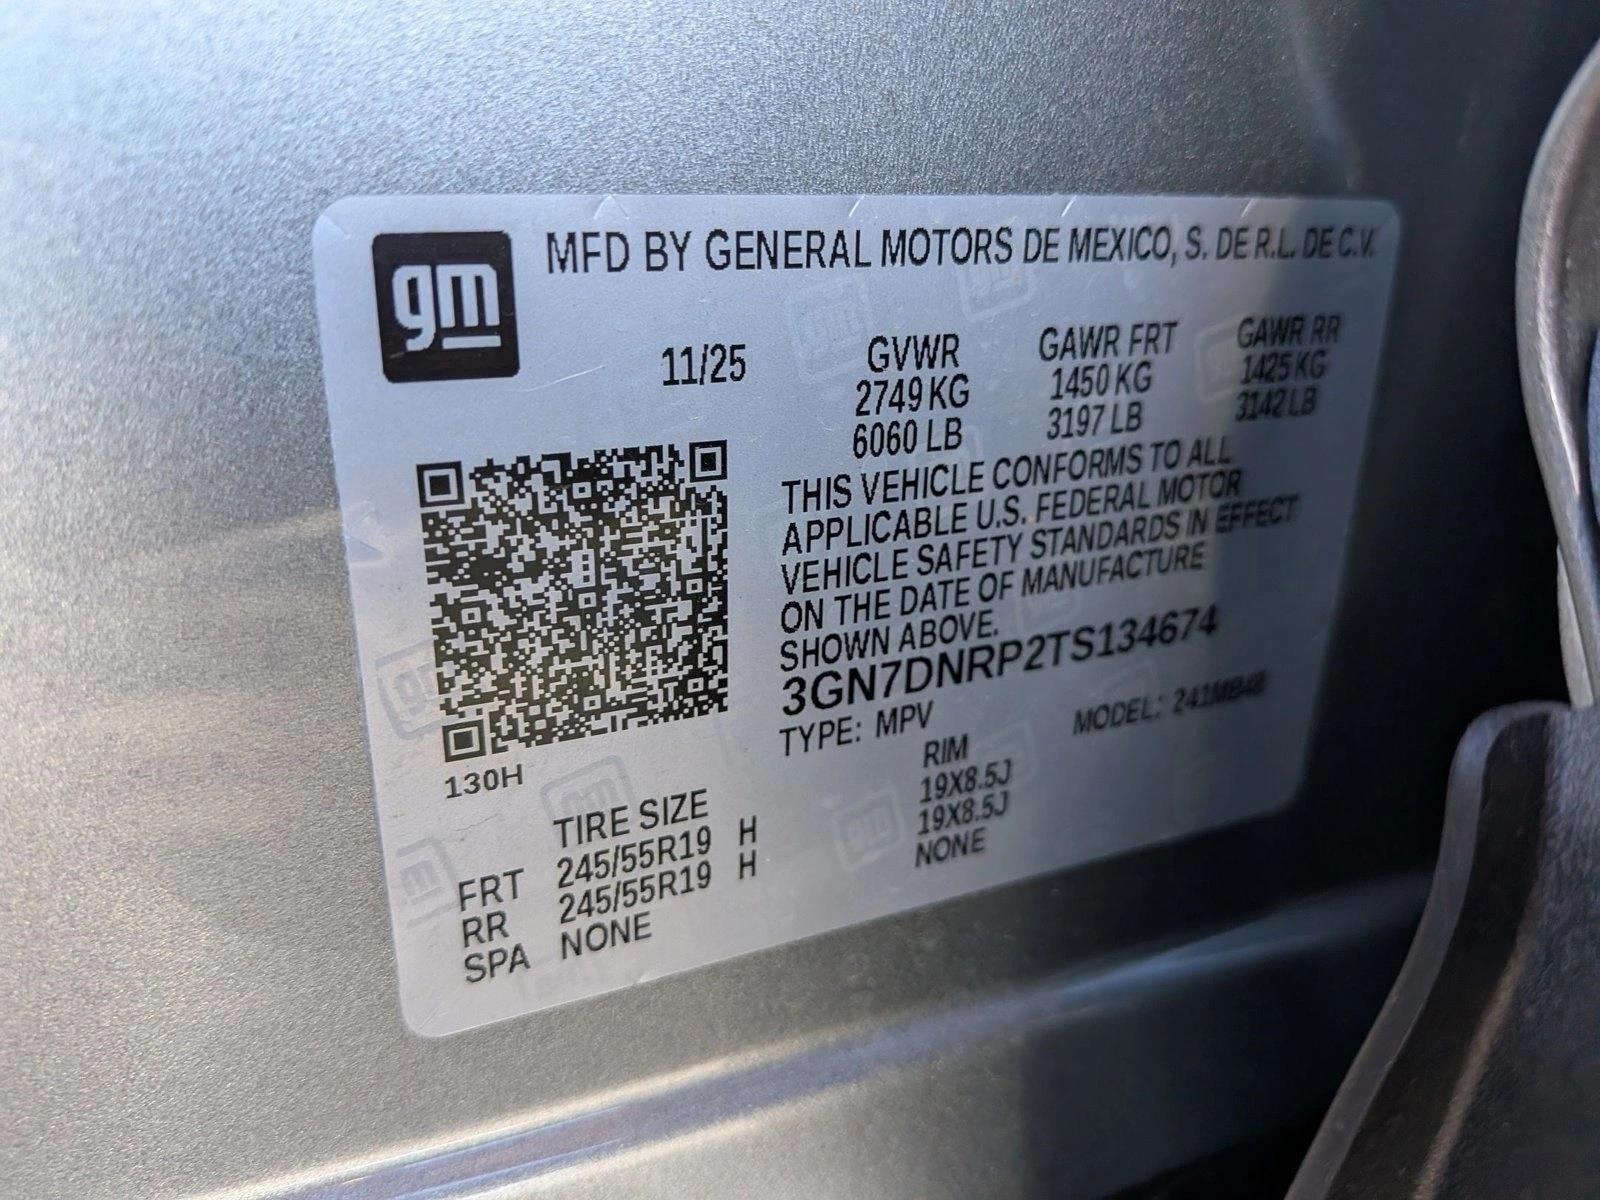 gm
MFD BY GENERAL MOTORS DE MEXICO, S. DE R.L. DE C.V.
11/25 GVWR GAWR FRT GAWR RR
2749 KG 1450 KG 1425 KG
6060 LB 3197 LB 3142 LB
THIS VEHICLE CONFORMS TO ALL
APPLICABLE U.S. FEDERAL MOTOR
VEHICLE SAFETY STANDARDS IN EFFECT
ON THE DATE OF MANUFACTURE
SHOWN ABOVE.
3GN7DNRP2TS134674
TYPE: MPV MODEL: 241MB48
130H
TIRE SIZE RIM
FRT 245/55R19 H 19X8.5J
RR 245/55R19 H 19X8.5J
SPA NONE NONE